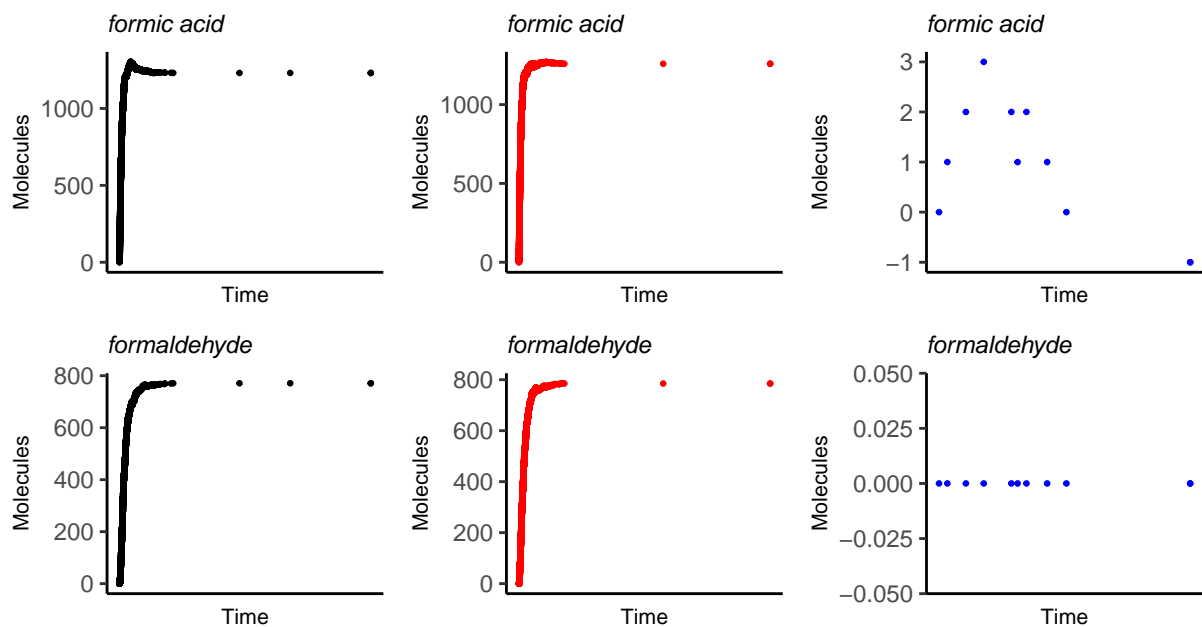 formic acid
Molecules
1000
500
0
Time
formic acid
Molecules
1000
500
0
Time
formic acid
Molecules
3
2
1
0
−1
Time
formaldehyde
Molecules
800
600
400
200
0
Time
formaldehyde
Molecules
800
600
400
200
0
Time
formaldehyde
Molecules
0.050
0.025
0.000
−0.025
−0.050
Time